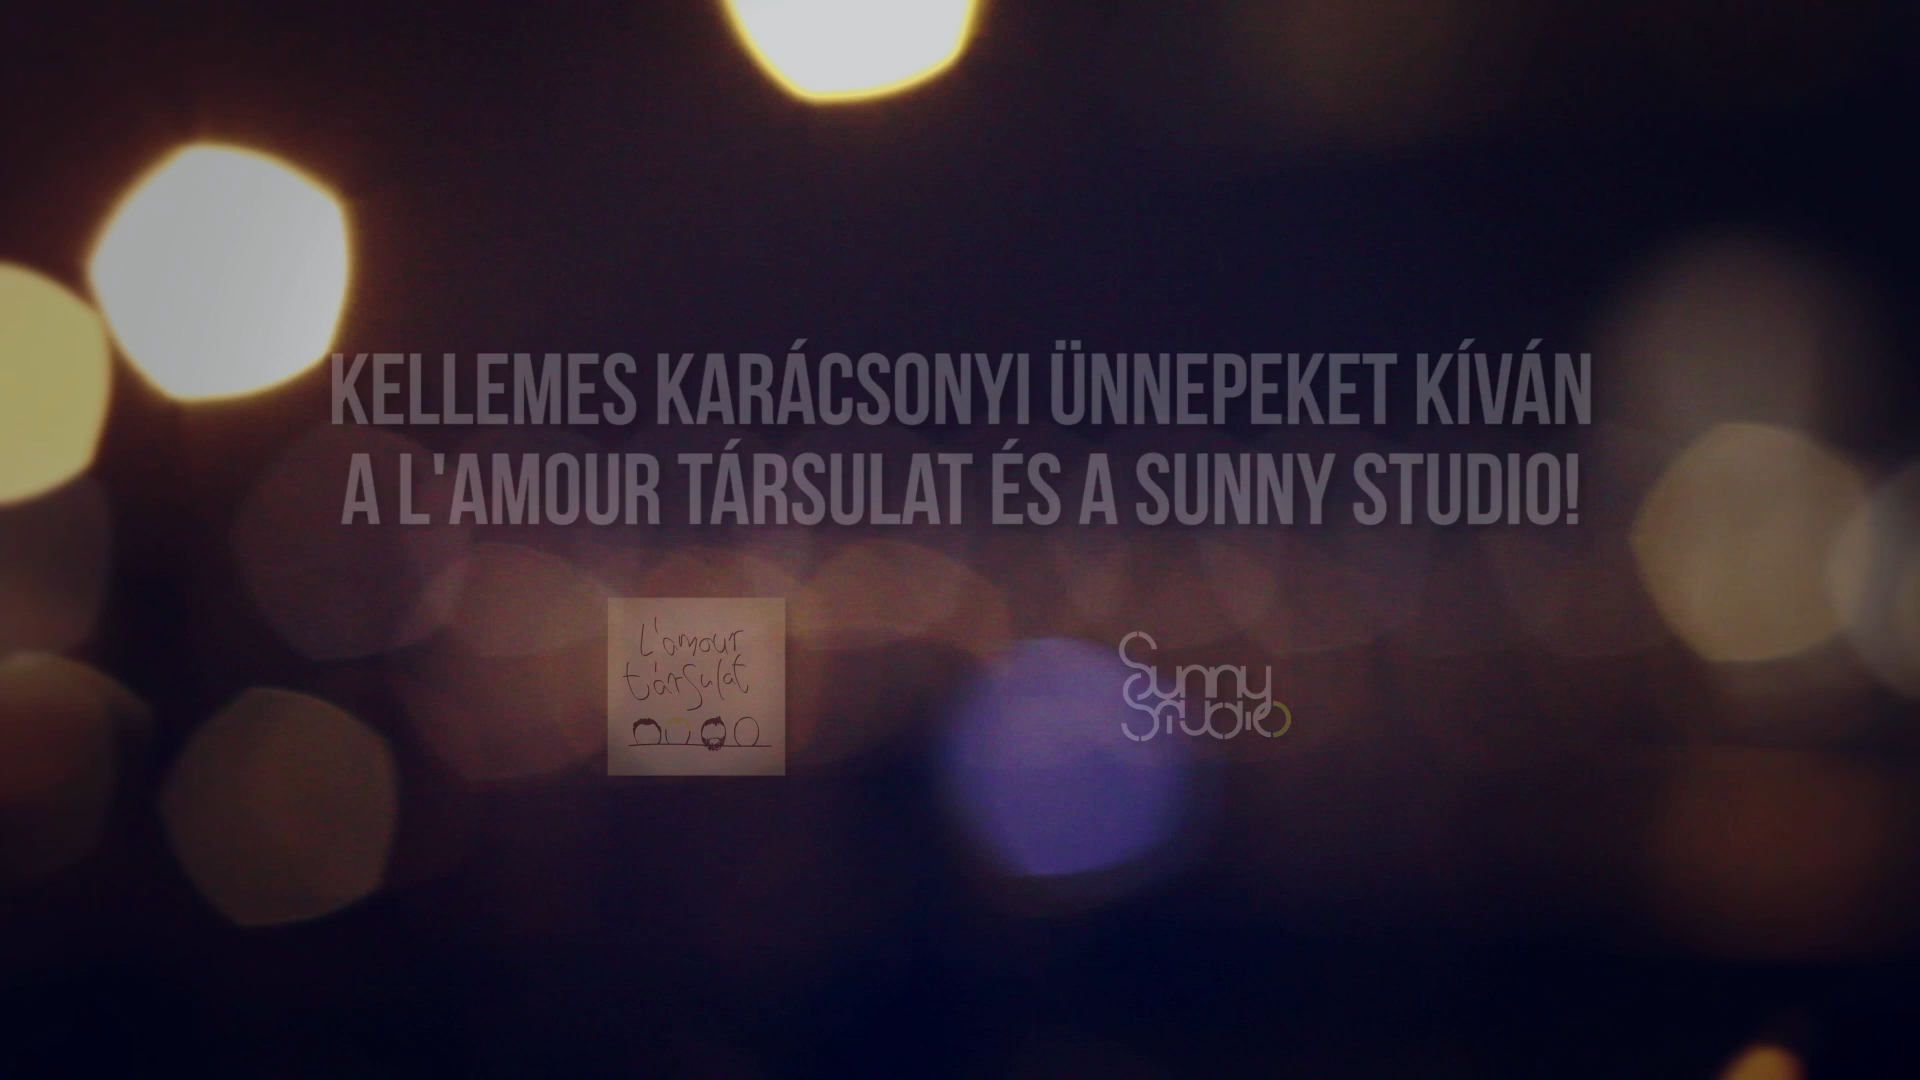 KELLEMES KARÁCSONYI ÜNNEPEKET KÍVÁN
A L'AMOUR TÁRSULAT ÉS A SUNNY STUDIO!
L'amour
társulat
Sunny
Studio